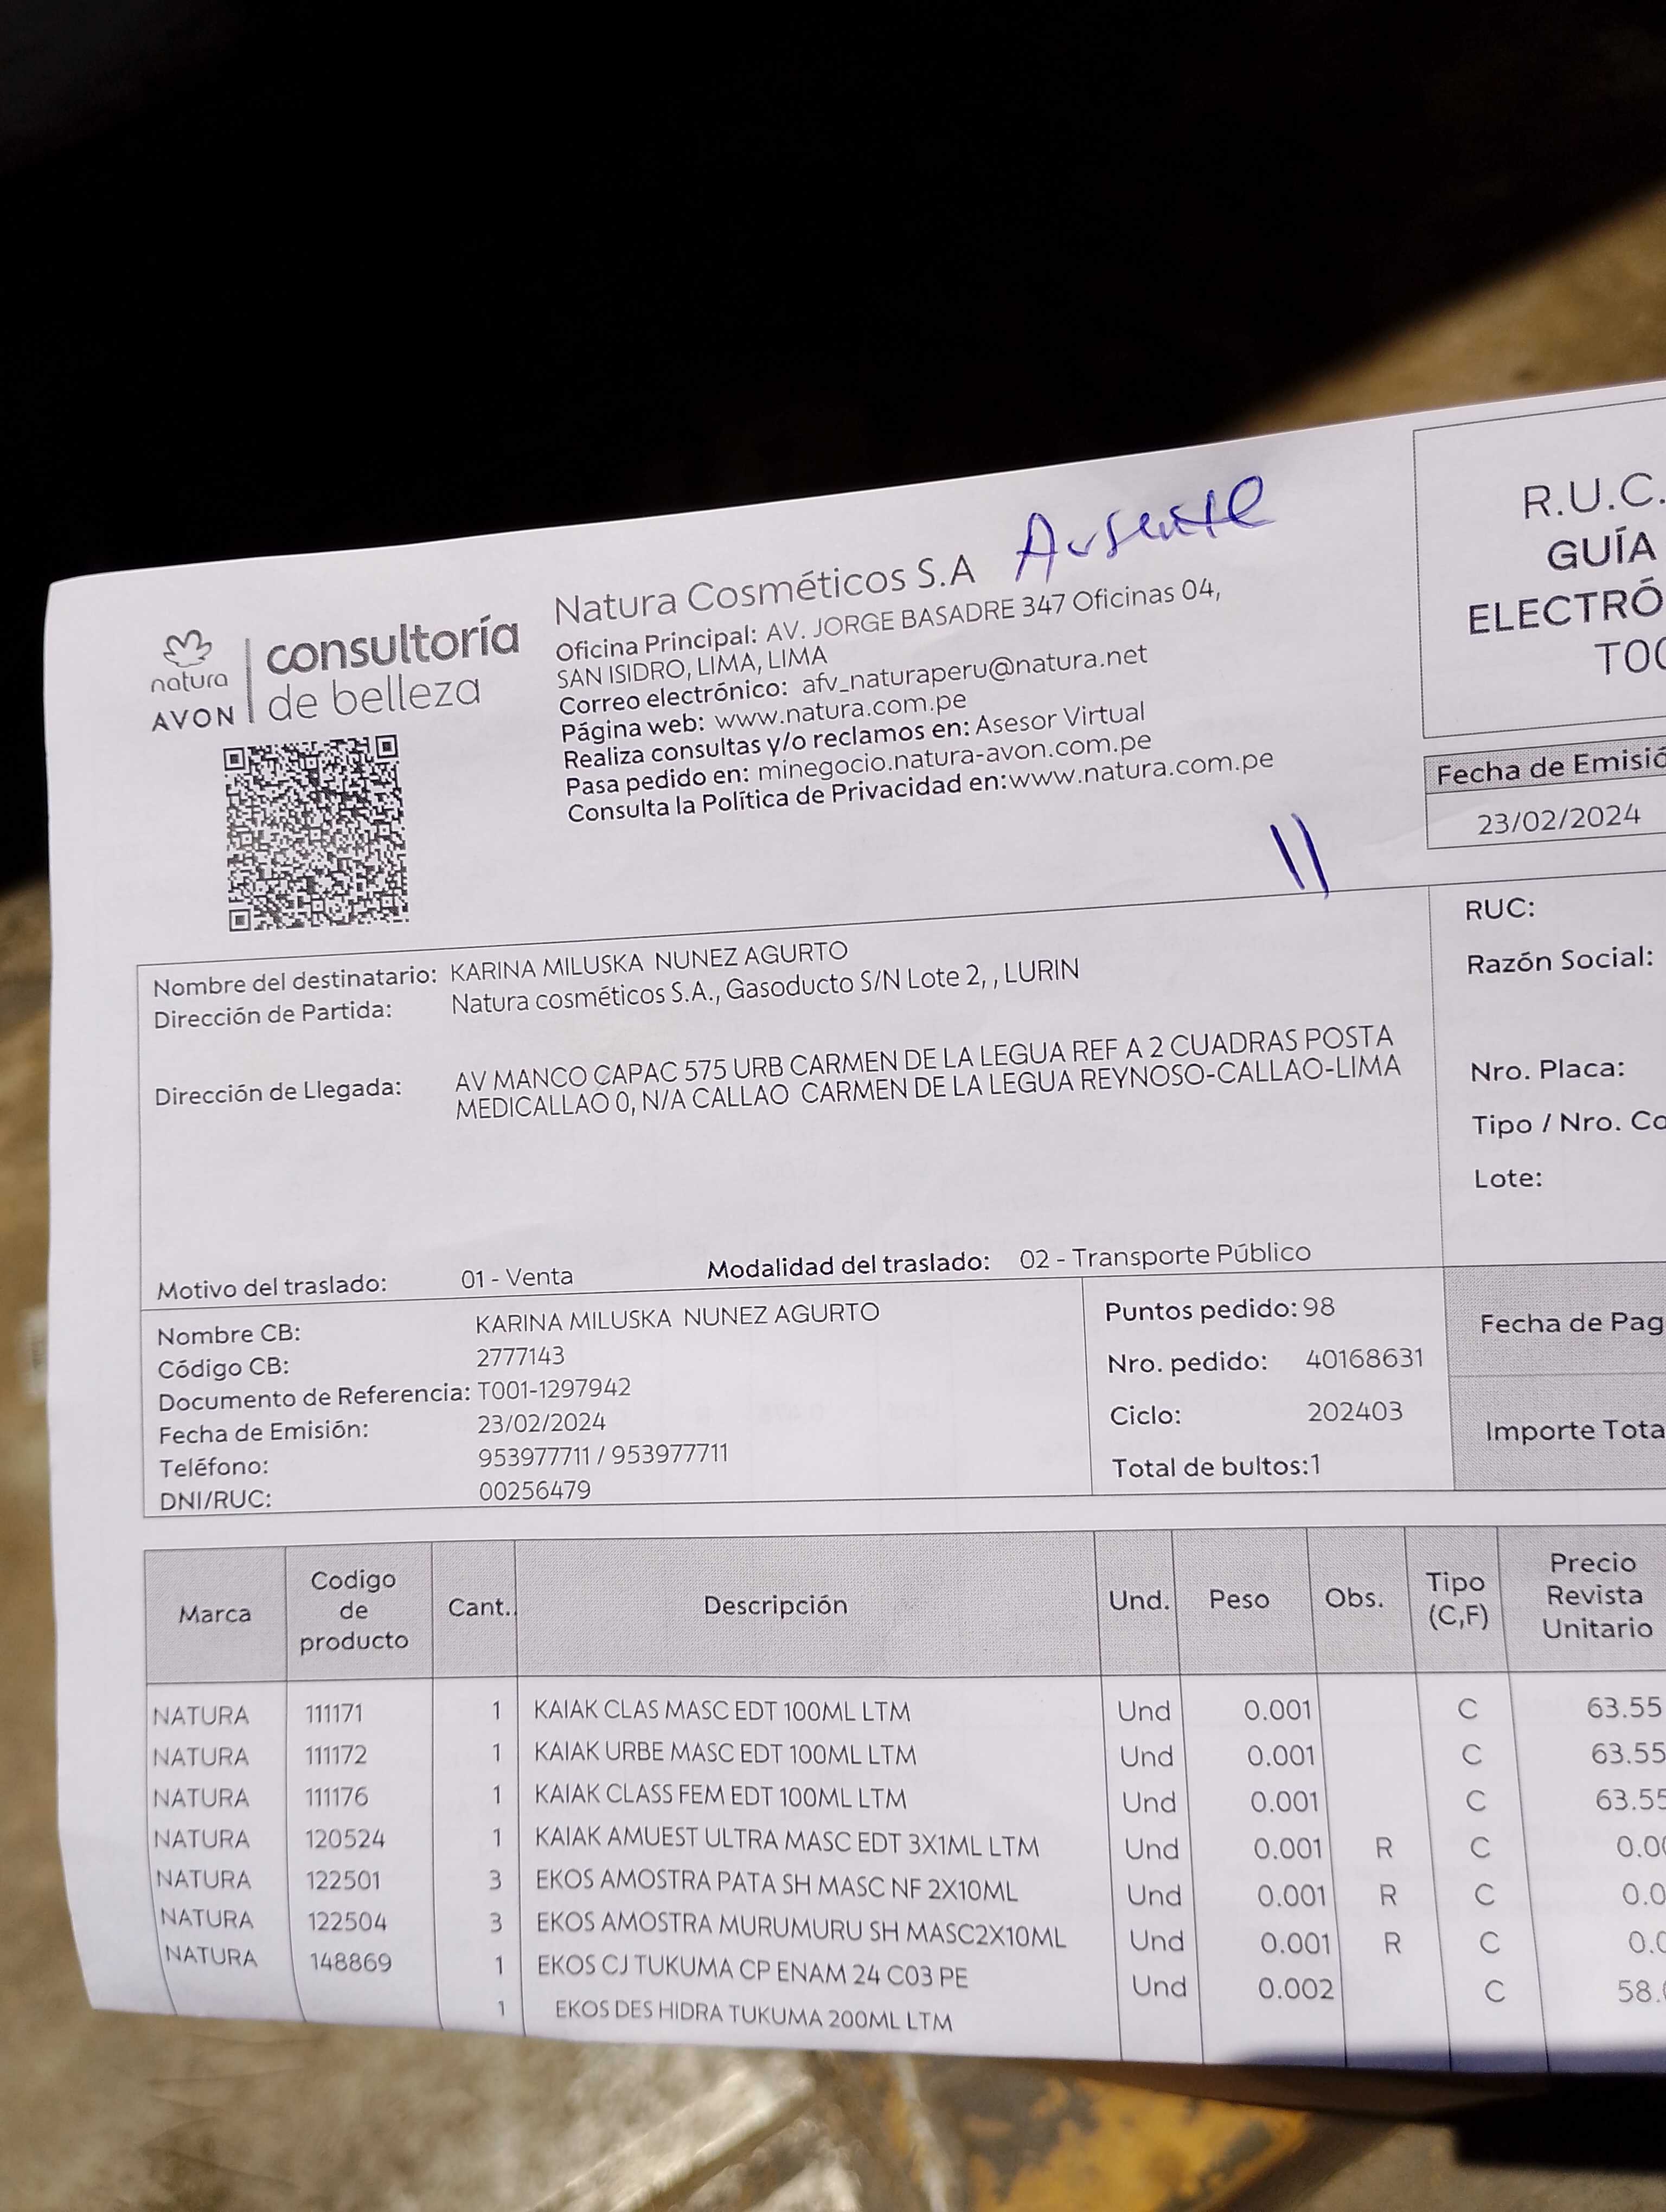 Ausente
natura
AVON
consultoría
de belleza
Natura Cosméticos S.A
Oficina Principal: AV. JORGE BASADRE 347 Oficinas 04,
SAN ISIDRO, LIMA, LIMA
Correo electrónico: afv_naturaperu@natura.net
Página web: www.natura.com.pe
Realiza consultas y/o reclamos en: Asesor Virtual
Pasa pedido en: minegocio.natura-avon.com.pe
Consulta la Política de Privacidad en:www.natura.com.pe
R.U.C.
GUÍA
ELECTRÓ
T00
Fecha de Emisió
23/02/2024
11
Nombre del destinatario: KARINA MILUSKA NUNEZ AGURTO
Dirección de Partida: Natura cosméticos S.A., Gasoducto S/N Lote 2, , LURIN
Dirección de Llegada: AV MANCO CAPAC 575 URB CARMEN DE LA LEGUA REF A 2 CUADRAS POSTA
MEDICALLAO 0, N/A CALLAO CARMEN DE LA LEGUA REYNOSO-CALLAO-LIMA
Motivo del traslado: 01 - Venta Modalidad del traslado: 02 - Transporte Público
RUC:
Razón Social:
Nro. Placa:
Tipo / Nro. Co
Lote:
Nombre CB: KARINA MILUSKA NUNEZ AGURTO
Código CB: 2777143
Documento de Referencia: T001-1297942
Fecha de Emisión: 23/02/2024
Teléfono: 953977711 / 953977711
DNI/RUC: 00256479
Puntos pedido: 98
Nro. pedido: 40168631
Ciclo: 202403
Total de bultos:1
Fecha de Pag
Importe Tota
Marca Codigo de producto Cant.. Descripción Und. Peso Obs. Tipo (C,F) Precio Revista Unitario
NATURA 111171 1 KAIAK CLAS MASC EDT 100ML LTM Und 0.001 C 63.55
NATURA 111172 1 KAIAK URBE MASC EDT 100ML LTM Und 0.001 C 63.55
NATURA 111176 1 KAIAK CLASS FEM EDT 100ML LTM Und 0.001 C 63.55
NATURA 120524 1 KAIAK AMUEST ULTRA MASC EDT 3X1ML LTM Und 0.001 R C 0.00
NATURA 122501 3 EKOS AMOSTRA PATA SH MASC NF 2X10ML Und 0.001 R C 0.0
NATURA 122504 3 EKOS AMOSTRA MURUMURU SH MASC2X10ML Und 0.001 R C 0.0
NATURA 148869 1 EKOS CJ TUKUMA CP ENAM 24 C03 PE Und 0.002 C 58.
1 EKOS DES HIDRA TUKUMA 200ML LTM